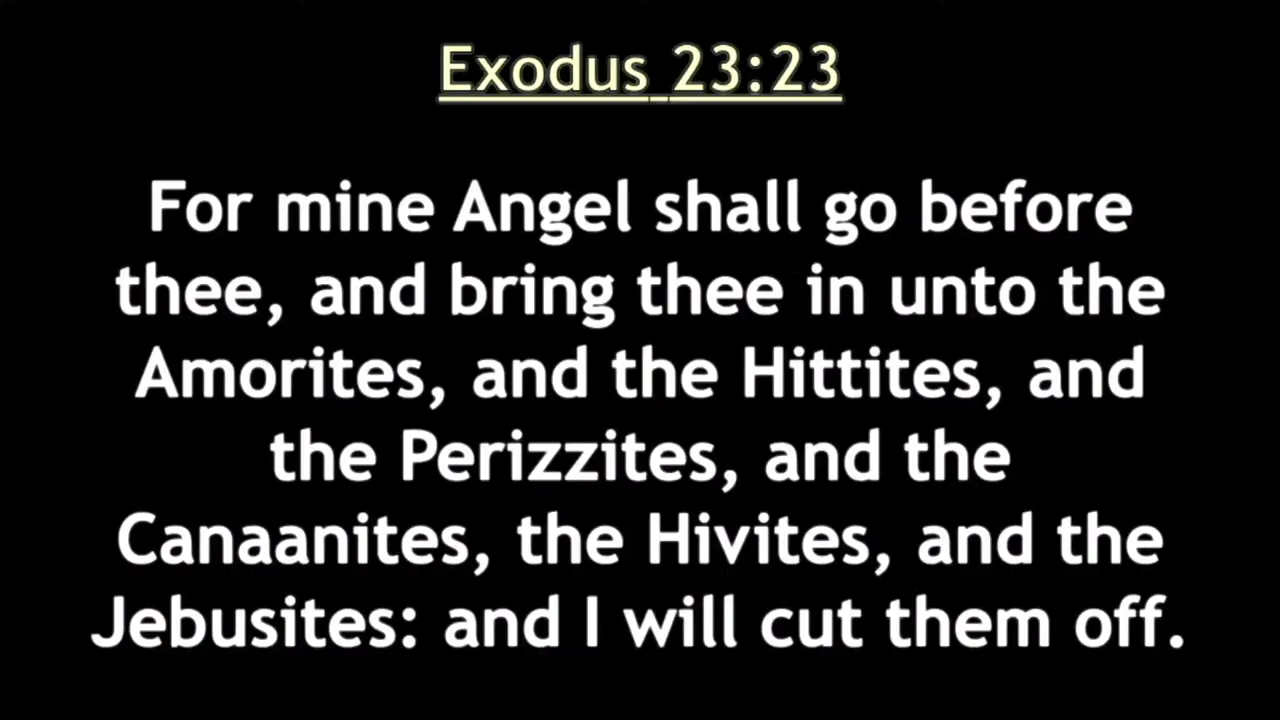 Exodus 23:23
For mine Angel shall go before
thee, and bring thee in unto the
Amorites, and the Hittites, and
the Perizzites, and the
Canaanites, the Hivites, and the
Jebusites: and I will cut them off.